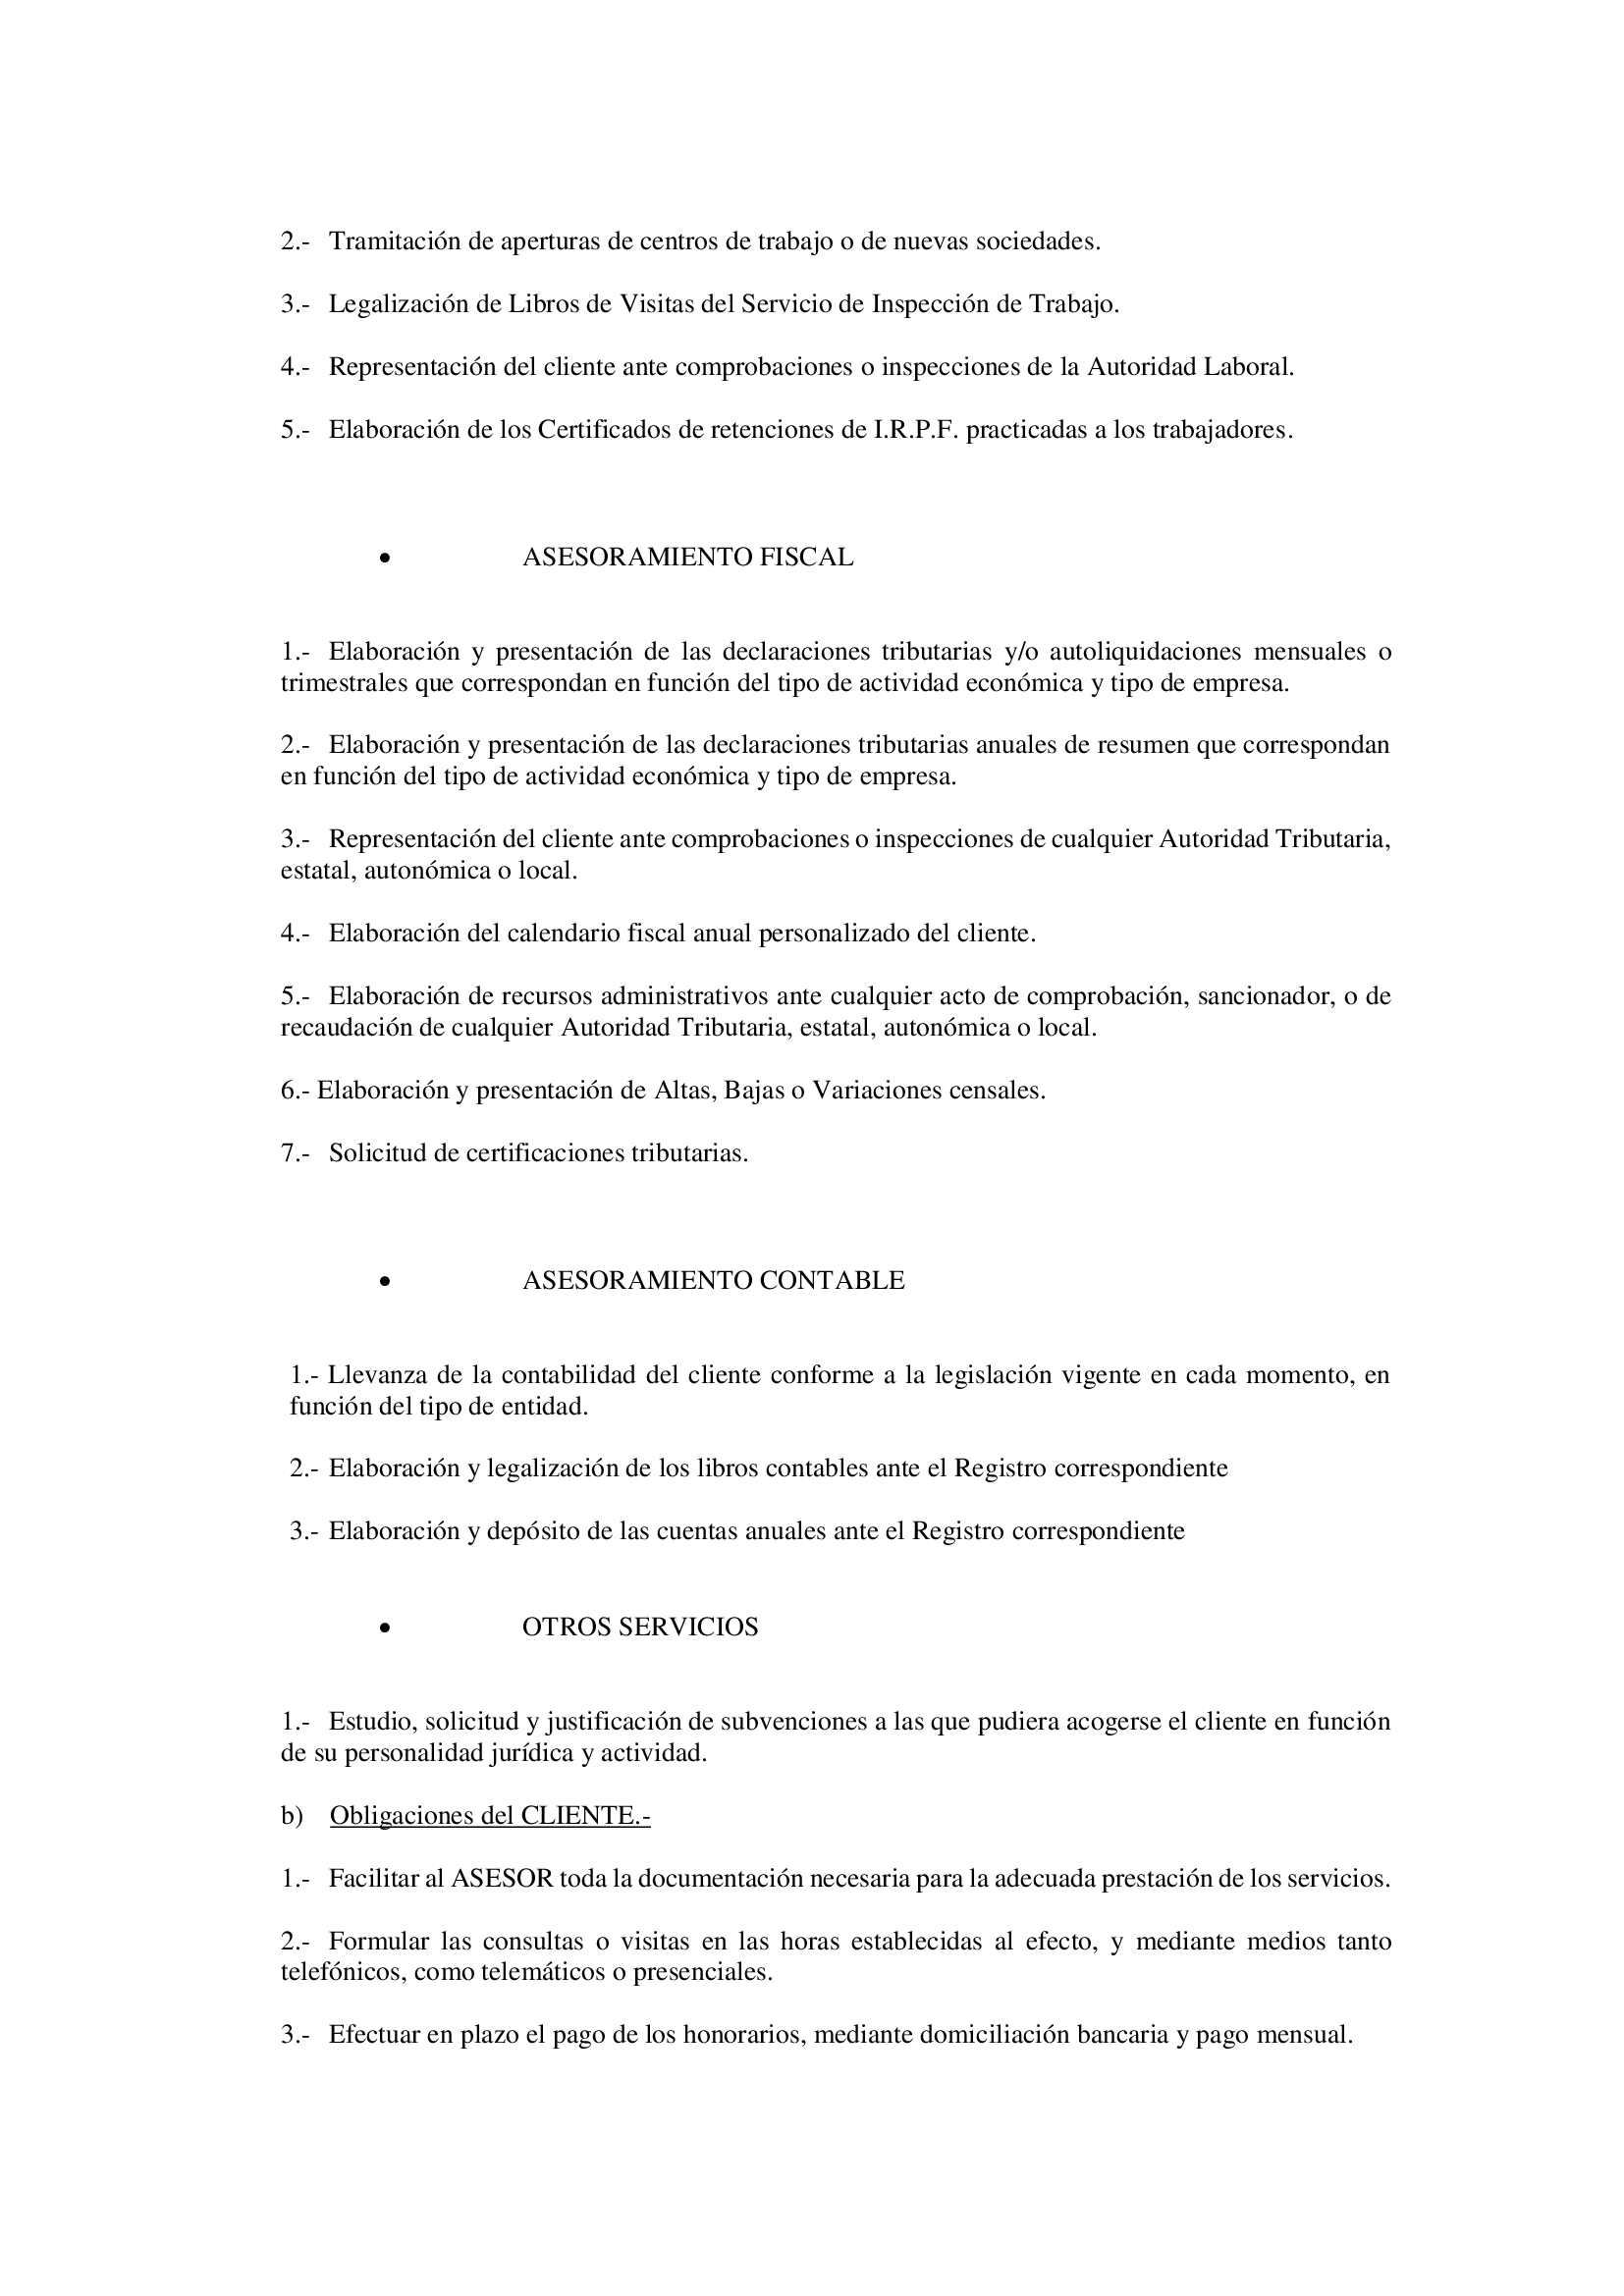 2.- Tramitación de aperturas de centros de trabajo o de nuevas sociedades.
3.- Legalización de Libros de Visitas del Servicio de Inspección de Trabajo.
4.- Representación del cliente ante comprobaciones o inspecciones de la Autoridad Laboral.
5.- Elaboración de los Certificados de retenciones de I.R.P.F. practicadas a los trabajadores.
• ASESORAMIENTO FISCAL
1.- Elaboración y presentación de las declaraciones tributarias y/o autoliquidaciones mensuales o
trimestrales que correspondan en función del tipo de actividad económica y tipo de empresa.
2.- Elaboración y presentación de las declaraciones tributarias anuales de resumen que correspondan
en función del tipo de actividad económica y tipo de empresa.
3.- Representación del cliente ante comprobaciones o inspecciones de cualquier Autoridad Tributaria,
estatal, autonómica o local.
4.- Elaboración del calendario fiscal anual personalizado del cliente.
5.- Elaboración de recursos administrativos ante cualquier acto de comprobación, sancionador, o de
recaudación de cualquier Autoridad Tributaria, estatal, autonómica o local.
6.- Elaboración y presentación de Altas, Bajas o Variaciones censales.
7.- Solicitud de certificaciones tributarias.
• ASESORAMIENTO CONTABLE
1.- Llevanza de la contabilidad del cliente conforme a la legislación vigente en cada momento, en
función del tipo de entidad.
2.- Elaboración y legalización de los libros contables ante el Registro correspondiente
3.- Elaboración y depósito de las cuentas anuales ante el Registro correspondiente
• OTROS SERVICIOS
1.- Estudio, solicitud y justificación de subvenciones a las que pudiera acogerse el cliente en función
de su personalidad jurídica y actividad.
b) Obligaciones del CLIENTE.-
1.- Facilitar al ASESOR toda la documentación necesaria para la adecuada prestación de los servicios.
2.- Formular las consultas o visitas en las horas establecidas al efecto, y mediante medios tanto
telefónicos, como telemáticos o presenciales.
3.- Efectuar en plazo el pago de los honorarios, mediante domiciliación bancaria y pago mensual.